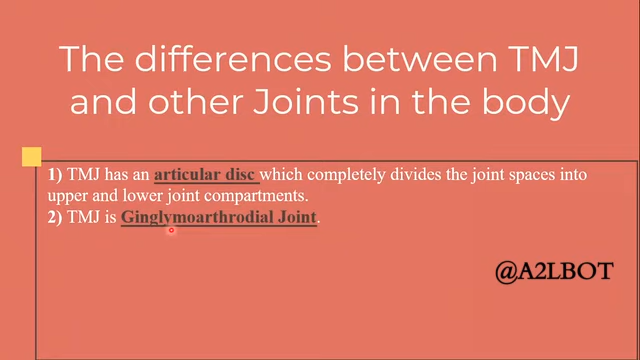 The differences between TMJ
and other Joints in the body
1) TMJ has an articular disc which completely divides the joint spaces into
upper and lower joint compartments.
2) TMJ is Ginglymoarthrodial Joint.
@A2LBOT